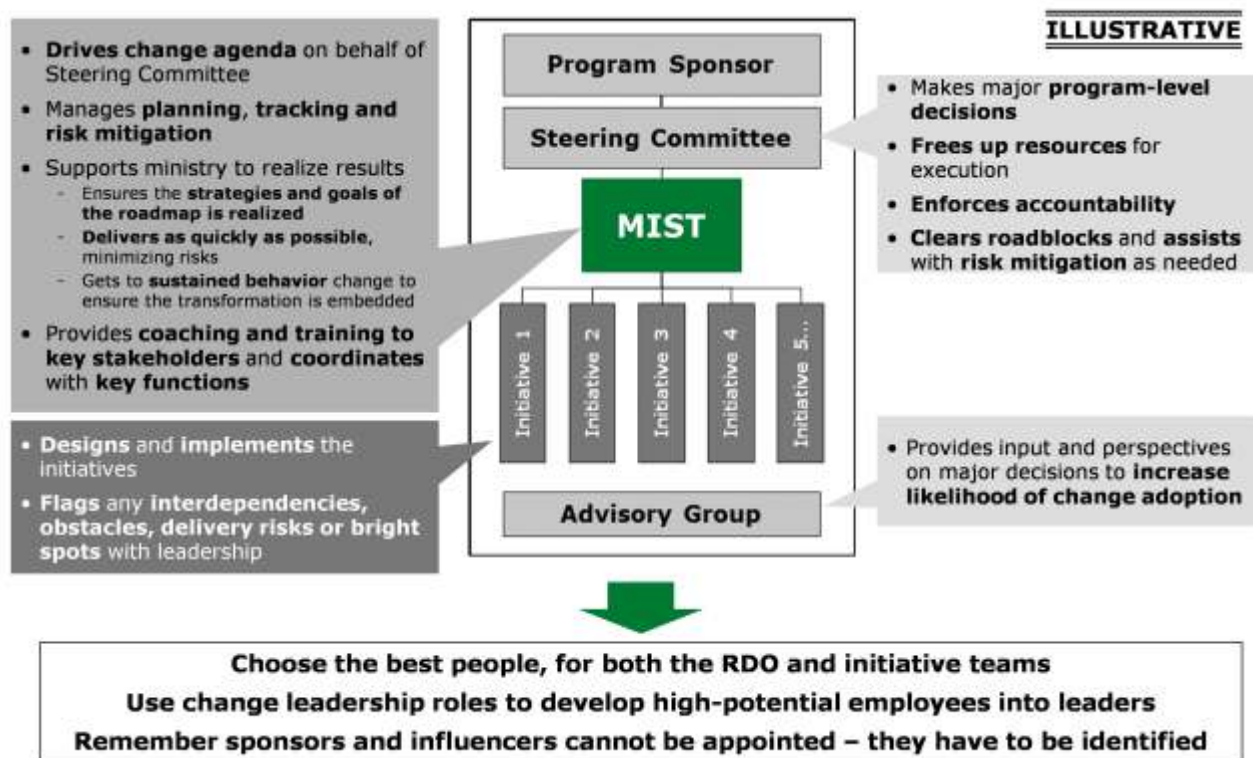 ILLUSTRATIVE
• Drives change agenda on behalf of
Steering Committee
• Manages planning, tracking and
risk mitigation
• Supports ministry to realize results
- Ensures the strategies and goals of
the roadmap is realized
- Delivers as quickly as possible,
minimizing risks
- Gets to sustained behavior change to
ensure the transformation is embedded
• Provides coaching and training to
key stakeholders and coordinates
with key functions
• Designs and implements the
initiatives
• Flags any interdependencies,
obstacles, delivery risks or bright
spots with leadership
Program Sponsor
Steering Committee
MIST
Initiative 1
Initiative 2
Initiative 3
Initiative 4
Initiative 5...
Advisory Group
• Makes major program-level
decisions
• Frees up resources for
execution
• Enforces accountability
• Clears roadblocks and assists
with risk mitigation as needed
• Provides input and perspectives
on major decisions to increase
likelihood of change adoption
Choose the best people, for both the RDO and initiative teams
Use change leadership roles to develop high-potential employees into leaders
Remember sponsors and influencers cannot be appointed – they have to be identified